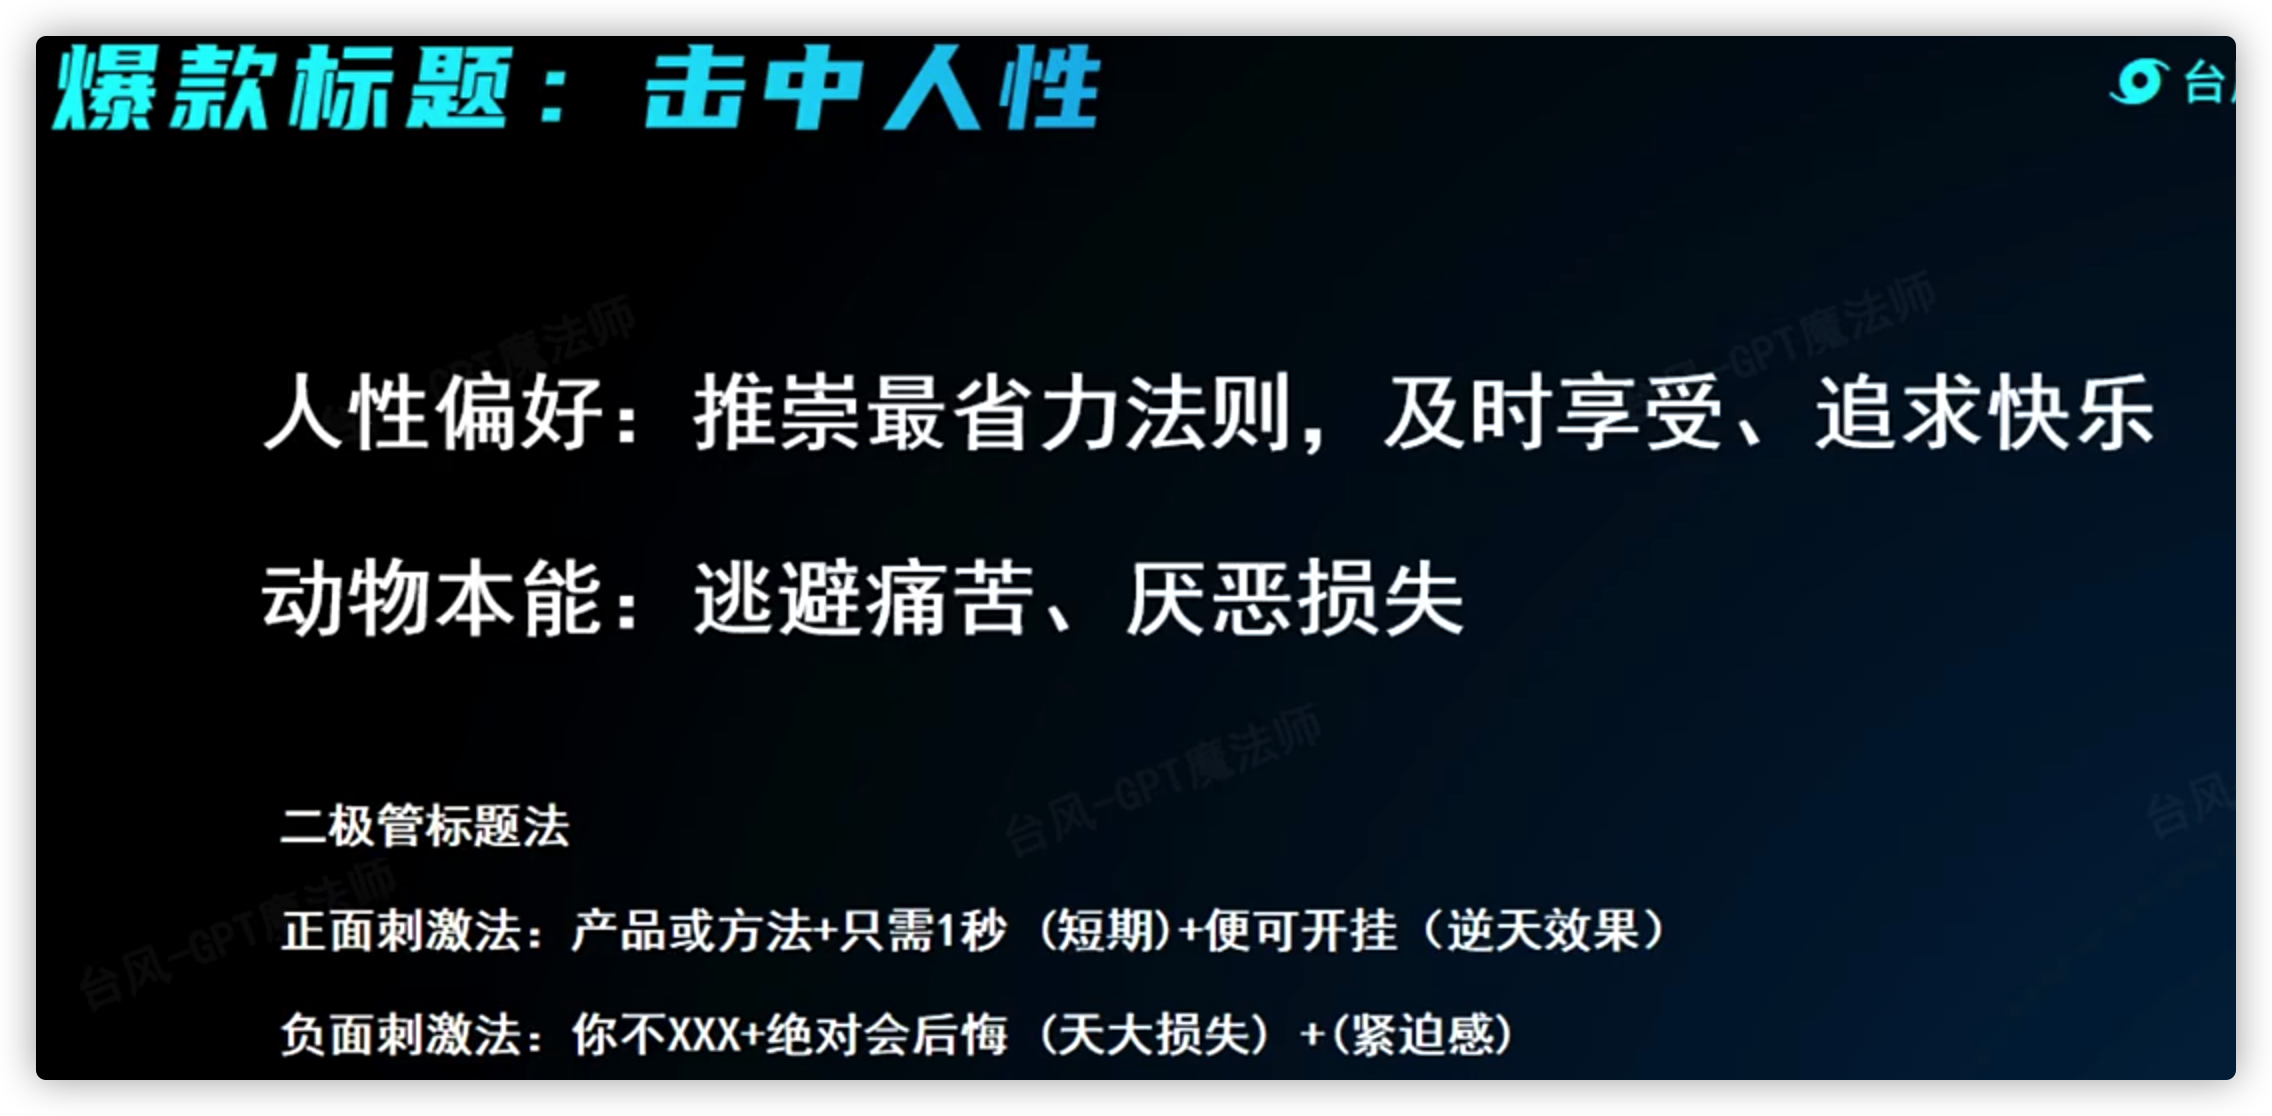 爆款标题：击中人性
台
人性偏好：推崇最省力法则，及时享受、追求快乐
动物本能：逃避痛苦、厌恶损失
二极管标题法
正面刺激法：产品或方法+只需1秒（短期)+便可开挂（逆天效果）
负面刺激法：你不XXX+绝对会后悔（天大损失）+(紧迫感)
GPT魔法师
-GPT魔法师
台风-GPT魔法师
台风-GPT魔法师
台风